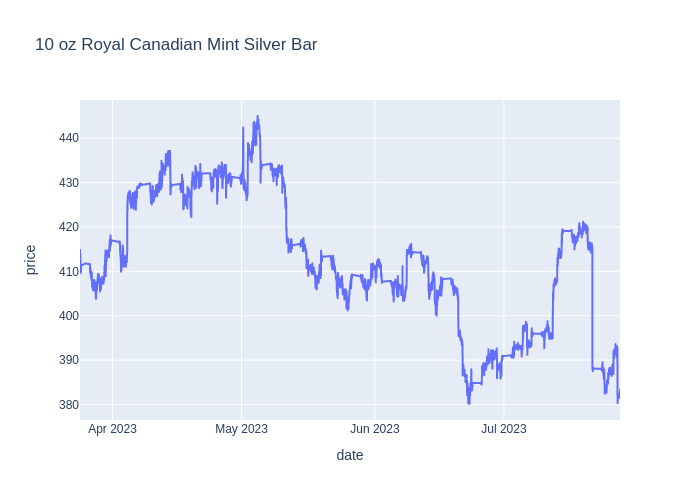 10 oz Royal Canadian Mint Silver Bar
price
440
430
420
410
400
390
380
Apr 2023
May 2023
Jun 2023
Jul 2023
date